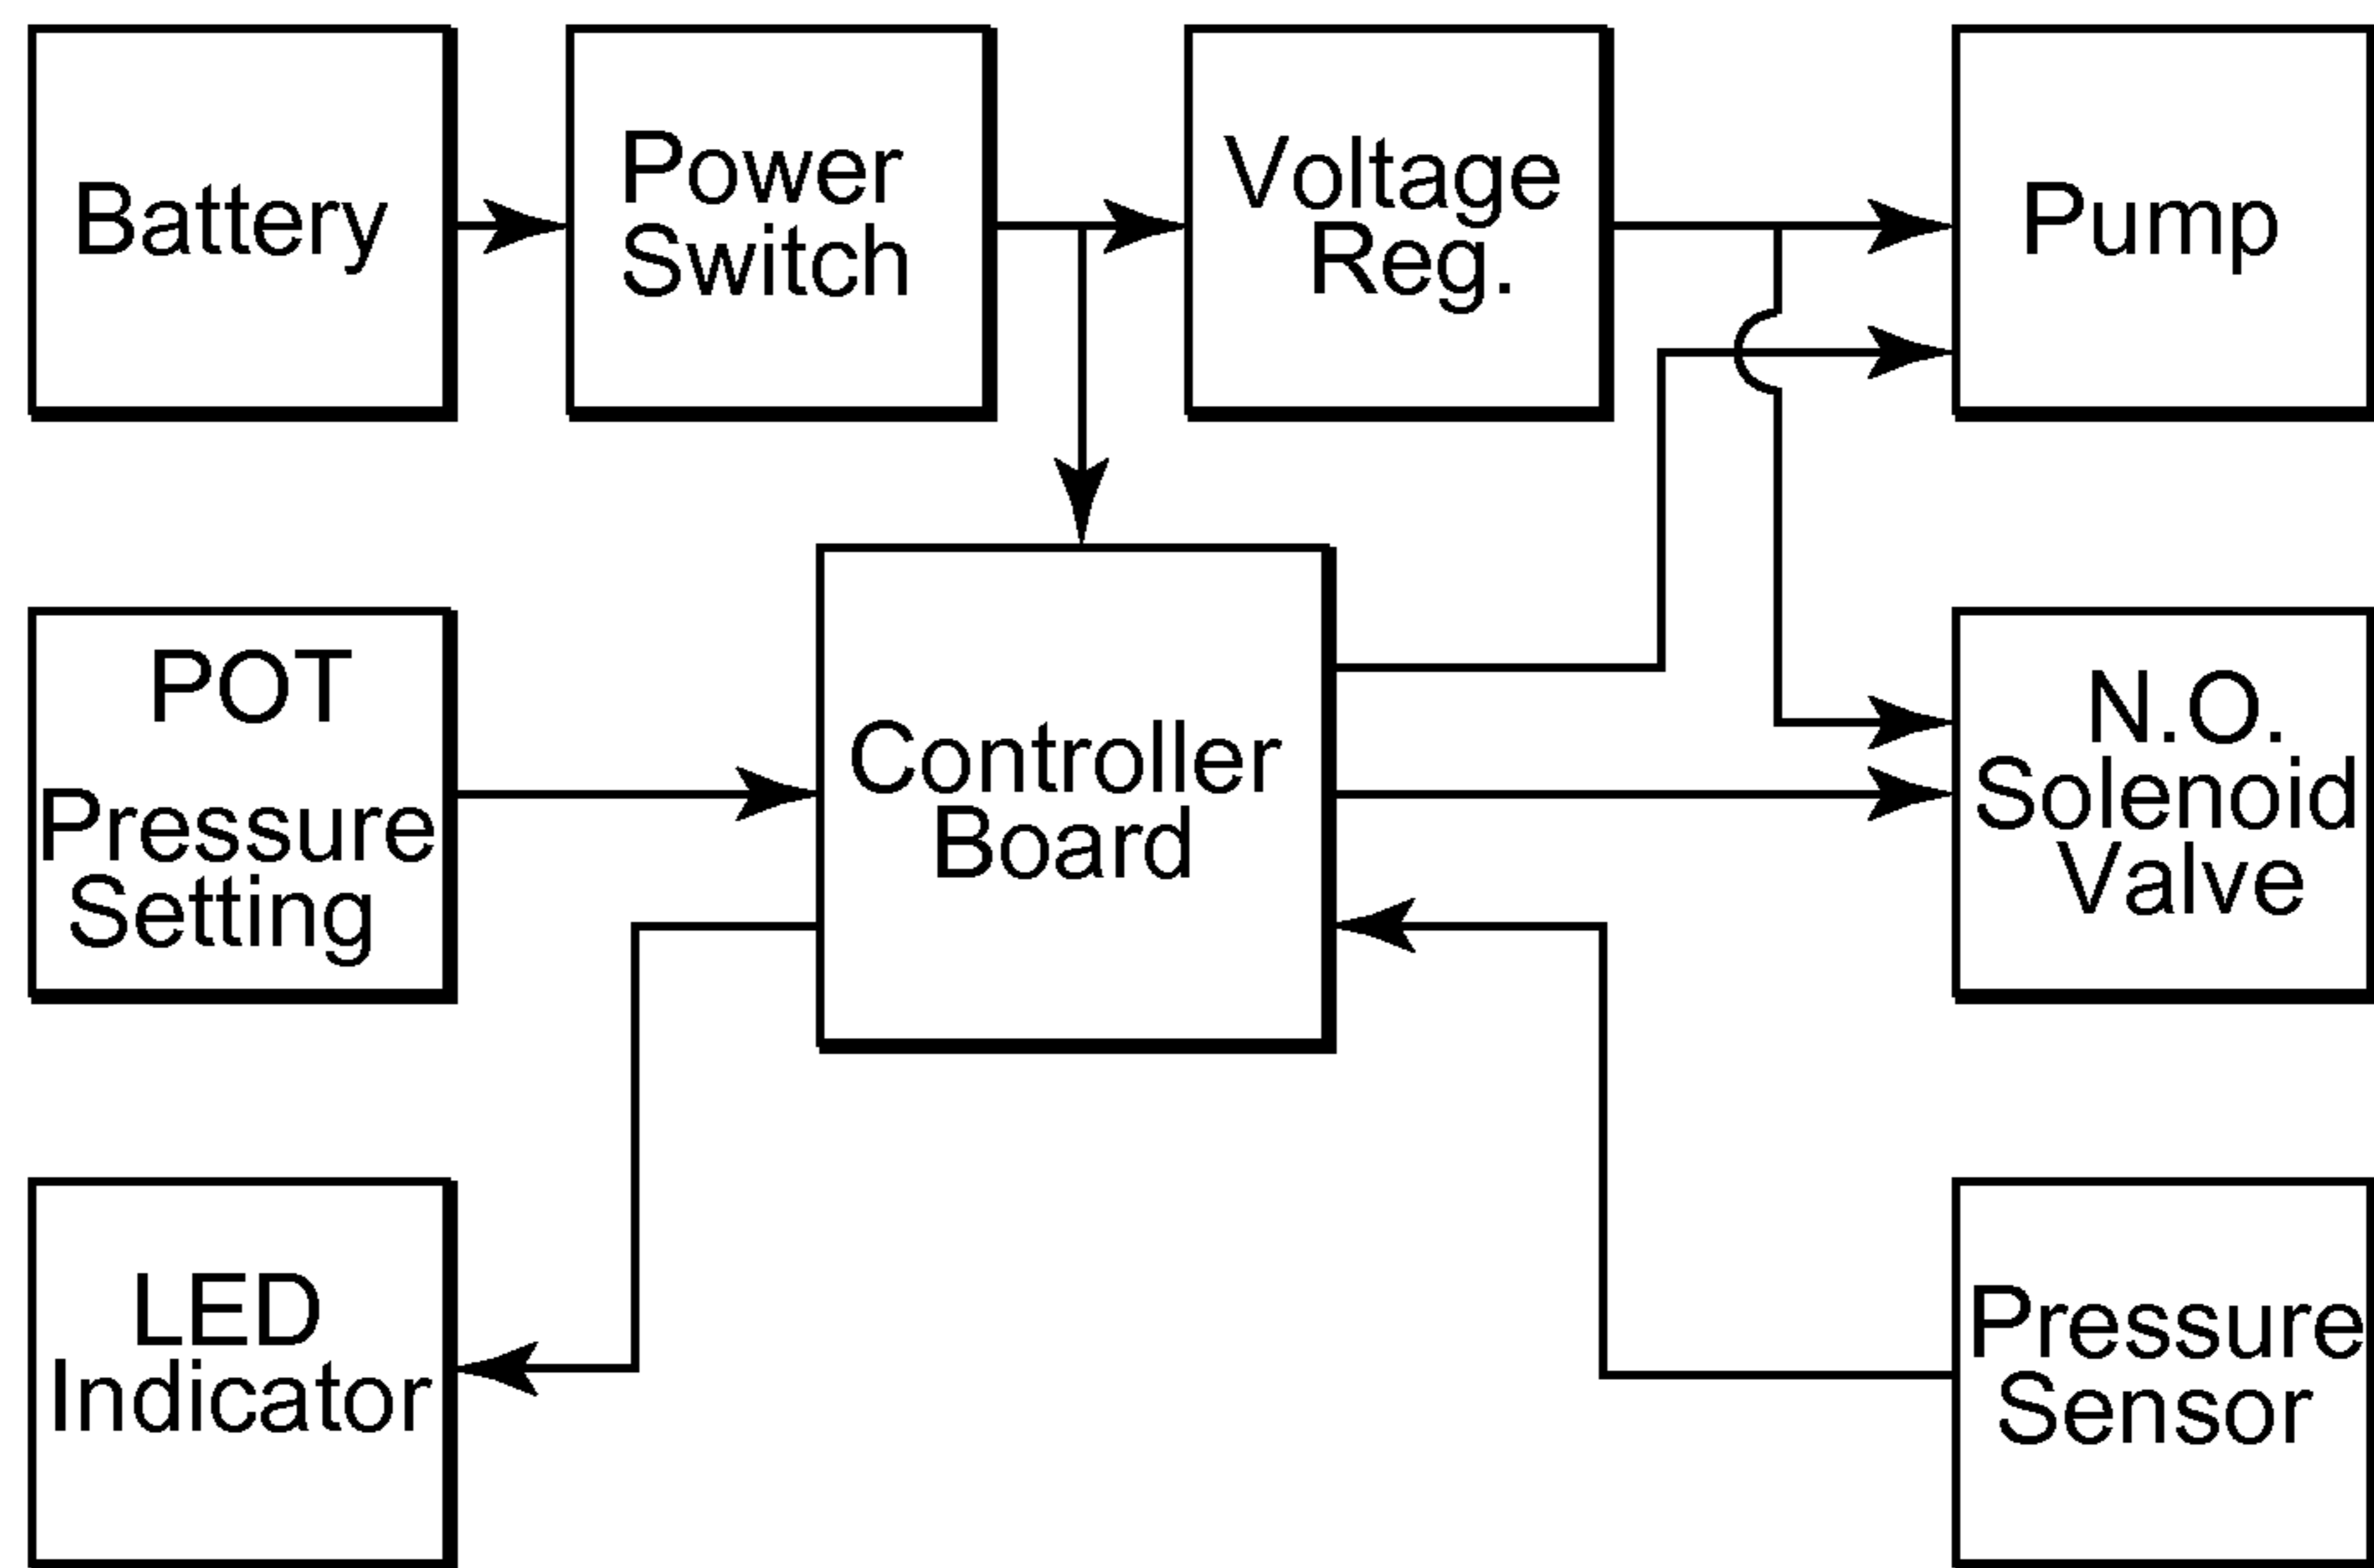 Battery
Power
Switch
Voltage
Reg.
Pump
POT
Pressure
Setting
Controller
Board
N.O.
Solenoid
Valve
LED
Indicator
Pressure
Sensor